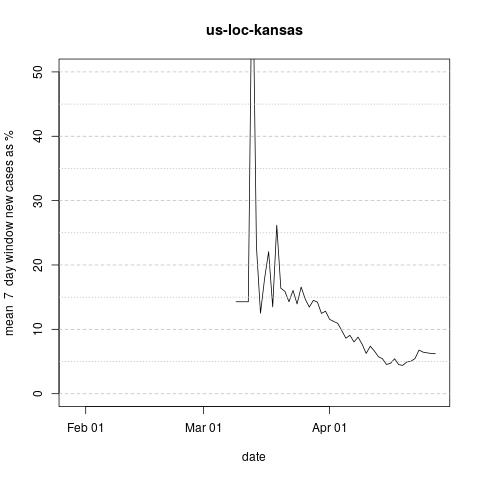 us-loc-kansas
mean 7 day window new cases as %
50
40
30
20
10
0
Feb 01
Mar 01
Apr 01
date